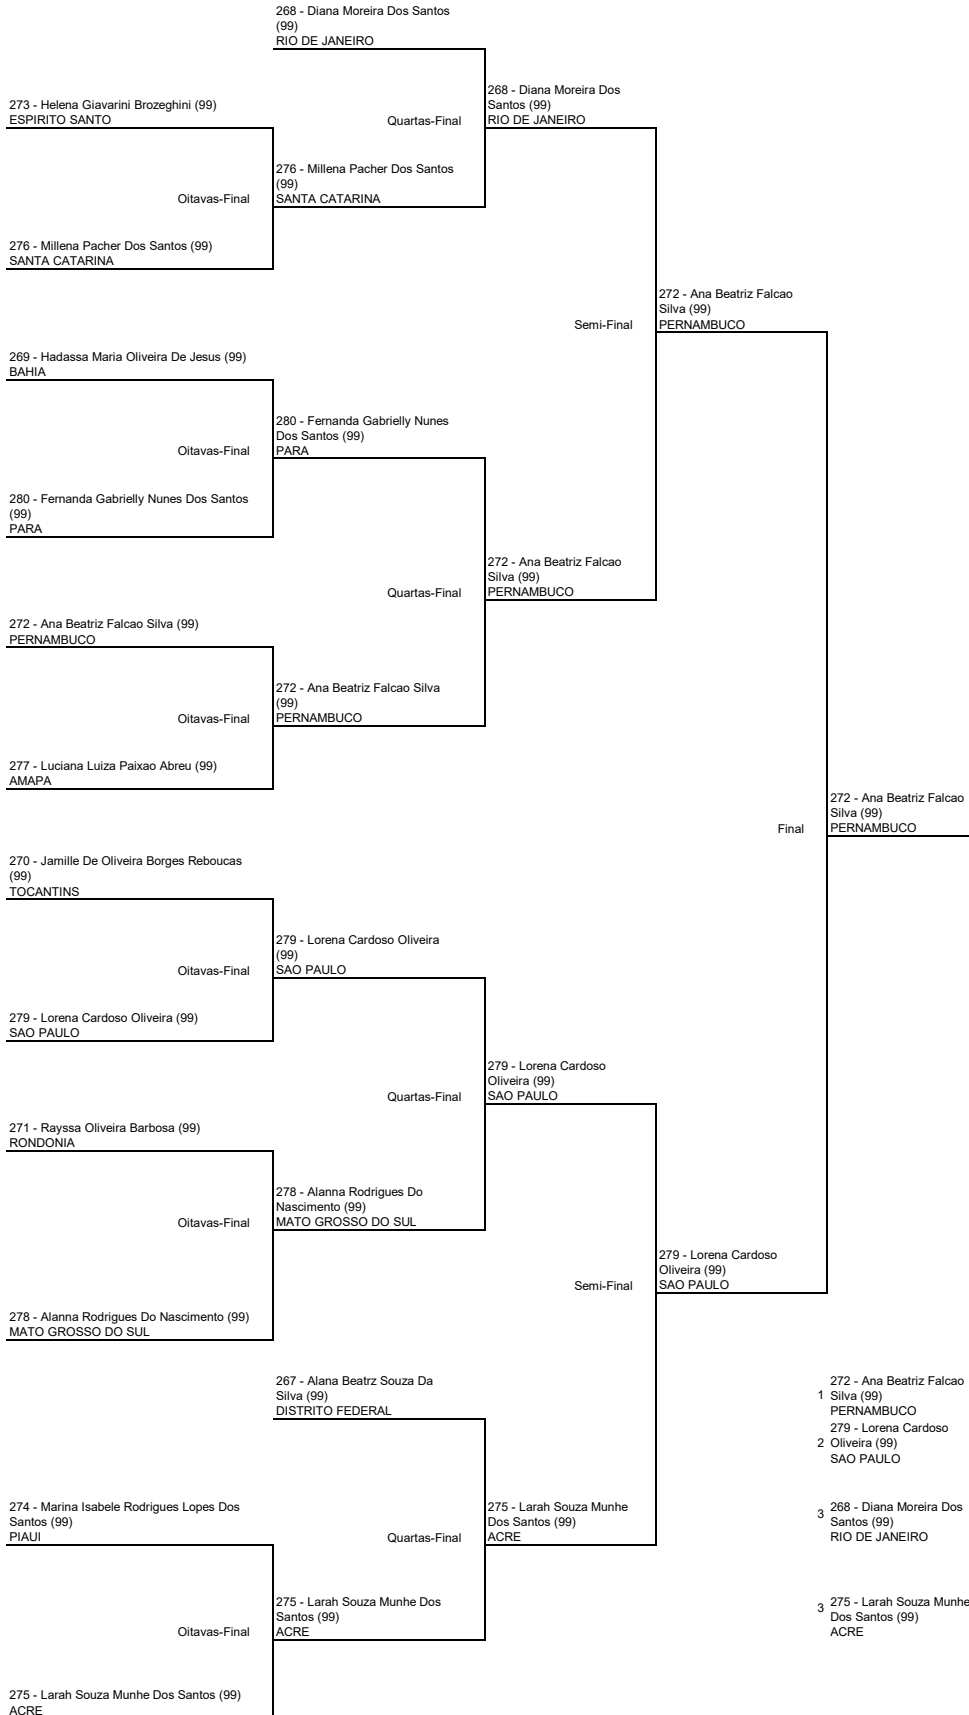 268 - Diana Moreira Dos Santos
(99)
RIO DE JANEIRO
268 - Diana Moreira Dos
Santos (99)
RIO DE JANEIRO
273 - Helena Giavarini Brozeghini (99)
ESPIRITO SANTO
Quartas-Final
276 - Millena Pacher Dos Santos
(99)
SANTA CATARINA
Oitavas-Final
276 - Millena Pacher Dos Santos (99)
SANTA CATARINA
272 - Ana Beatriz Falcao
Silva (99)
PERNAMBUCO
Semi-Final
269 - Hadassa Maria Oliveira De Jesus (99)
BAHIA
280 - Fernanda Gabrielly Nunes
Dos Santos (99)
PARA
Oitavas-Final
280 - Fernanda Gabrielly Nunes Dos Santos
(99)
PARA
272 - Ana Beatriz Falcao
Silva (99)
PERNAMBUCO
Quartas-Final
272 - Ana Beatriz Falcao Silva (99)
PERNAMBUCO
272 - Ana Beatriz Falcao Silva
(99)
PERNAMBUCO
Oitavas-Final
277 - Luciana Luiza Paixao Abreu (99)
AMAPA
272 - Ana Beatriz Falcao
Silva (99)
PERNAMBUCO
Final
270 - Jamille De Oliveira Borges Reboucas
(99)
TOCANTINS
279 - Lorena Cardoso Oliveira
(99)
SAO PAULO
Oitavas-Final
279 - Lorena Cardoso Oliveira (99)
SAO PAULO
279 - Lorena Cardoso
Oliveira (99)
SAO PAULO
Quartas-Final
271 - Rayssa Oliveira Barbosa (99)
RONDONIA
278 - Alanna Rodrigues Do
Nascimento (99)
MATO GROSSO DO SUL
Oitavas-Final
279 - Lorena Cardoso
Oliveira (99)
SAO PAULO
Semi-Final
278 - Alanna Rodrigues Do Nascimento (99)
MATO GROSSO DO SUL
267 - Alana Beatrz Souza Da
Silva (99)
DISTRITO FEDERAL
272 - Ana Beatriz Falcao
1 Silva (99)
PERNAMBUCO
279 - Lorena Cardoso
2 Oliveira (99)
SAO PAULO
274 - Marina Isabele Rodrigues Lopes Dos
Santos (99)
PIAUI
275 - Larah Souza Munhe
Dos Santos (99)
ACRE
Quartas-Final
3 268 - Diana Moreira Dos
Santos (99)
RIO DE JANEIRO
275 - Larah Souza Munhe Dos
Santos (99)
ACRE
Oitavas-Final
3 275 - Larah Souza Munhe
Dos Santos (99)
ACRE
275 - Larah Souza Munhe Dos Santos (99)
ACRE